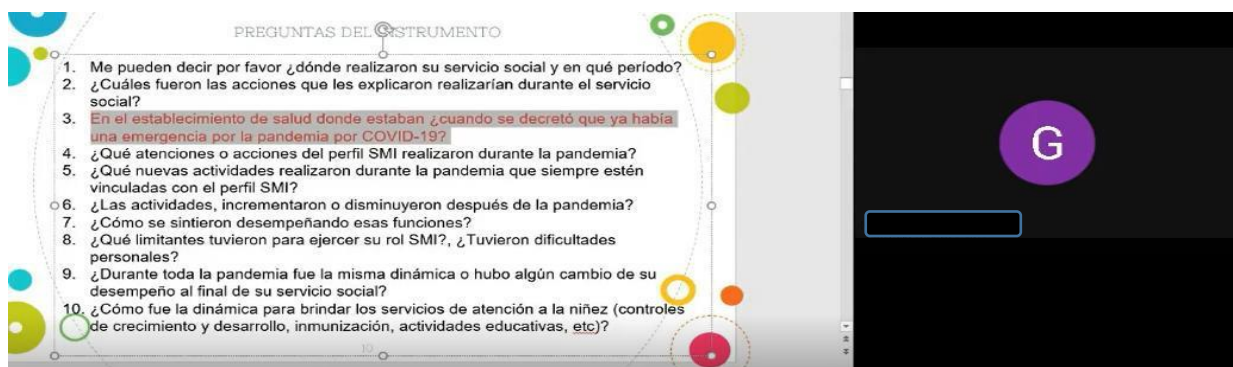 PREGUNTAS DEL INSTRUMENTO
1. Me pueden decir por favor ¿dónde realizaron su servicio social y en qué período?
2. ¿Cuáles fueron las acciones que les explicaron realizarían durante el servicio
social?
3. En el establecimiento de salud donde estaban ¿cuando se decretó que ya había
una emergencia por la pandemia por COVID-19?
4. ¿Qué atenciones o acciones del perfil SMI realizaron durante la pandemia?
5. ¿Qué nuevas actividades realizaron durante la pandemia que siempre estén
vinculadas con el perfil SMI?
6. ¿Las actividades, incrementaron o disminuyeron después de la pandemia?
7. ¿Cómo se sintieron desempeñando esas funciones?
8. ¿Qué limitantes tuvieron para ejercer su rol SMI?, ¿Tuvieron dificultades
personales?
9. ¿Durante toda la pandemia fue la misma dinámica o hubo algún cambio de su
desempeño al final de su servicio social?
10. ¿Cómo fue la dinámica para brindar los servicios de atención a la niñez (controles
de crecimiento y desarrollo, inmunización, actividades educativas, etc)?
10
G